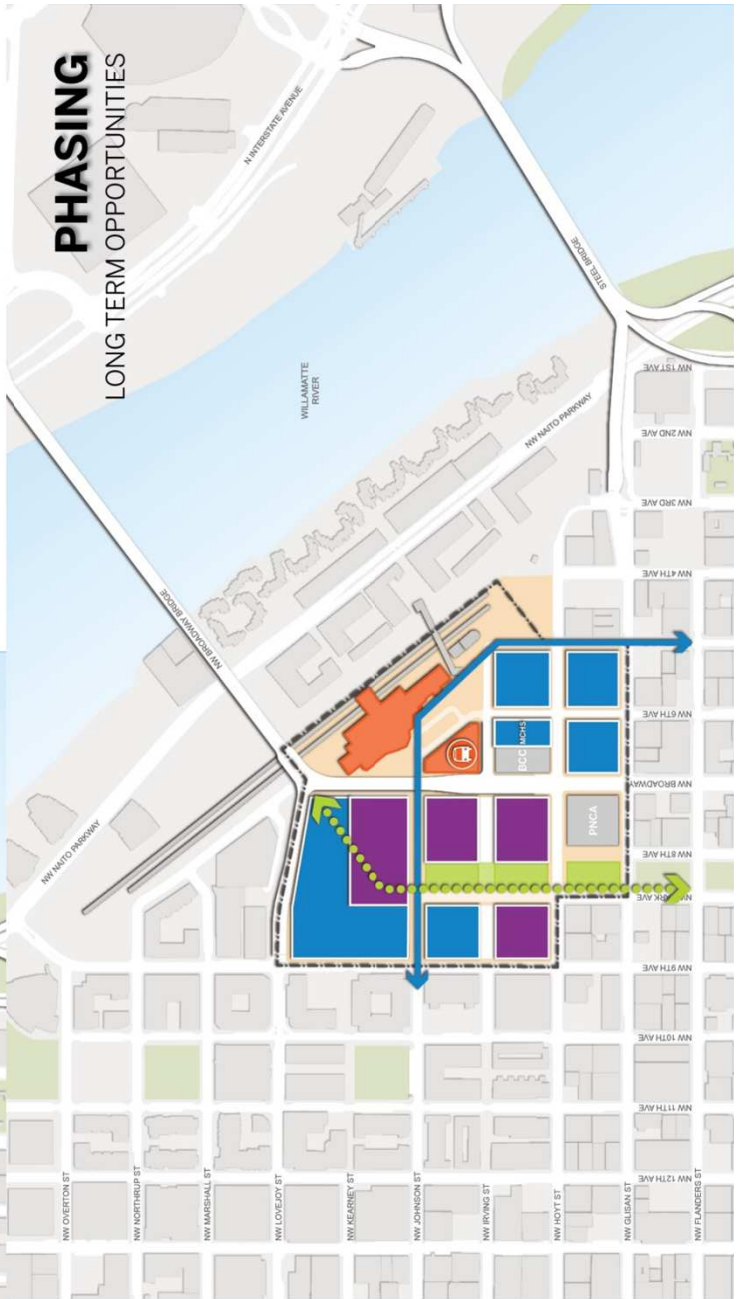 PHASING
LONG TERM OPPORTUNITIES
N INTERSTATE AVENUE
WILLAMATTE
RIVER
STEEL BRIDGE
NW BROADWAY BRIDGE
NW NAITO PARKWAY
NW NAITO PARKWAY
NW 1ST AVE
NW 2ND AVE
NW 3RD AVE
NW 4TH AVE
NW 6TH AVE
NW BROADWAY
NW 8TH AVE
NW 9TH AVE
NW 10TH AVE
NW 11TH AVE
NW 12TH AVE
BCC
MCHS
PNCA
NW OVERTON ST
NW NORTHRUP ST
NW MARSHALL ST
NW LOVEJOY ST
NW KEARNEY ST
NW JOHNSON ST
NW IRVING ST
NW HOYT ST
NW GLISAN ST
NW FLANDERS ST